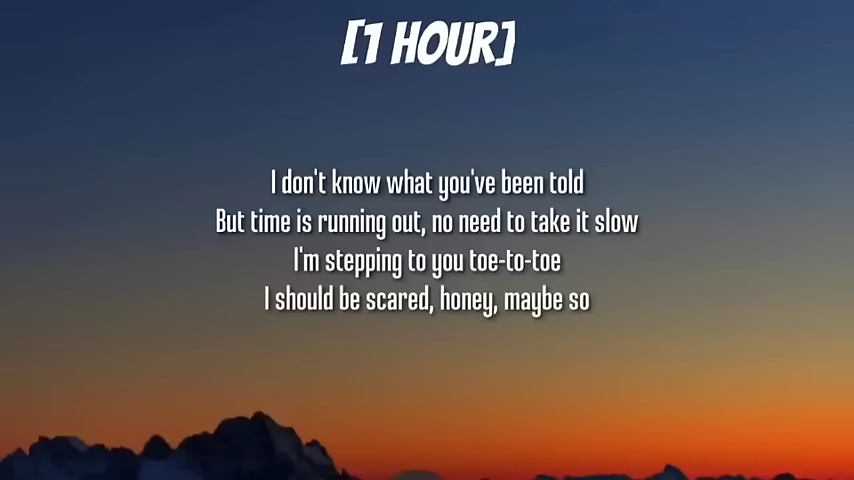 [1 HOUR]
I don't know what you've been told
But time is running out, no need to take it slow
I'm stepping to you toe-to-toe
I should be scared, honey, maybe so